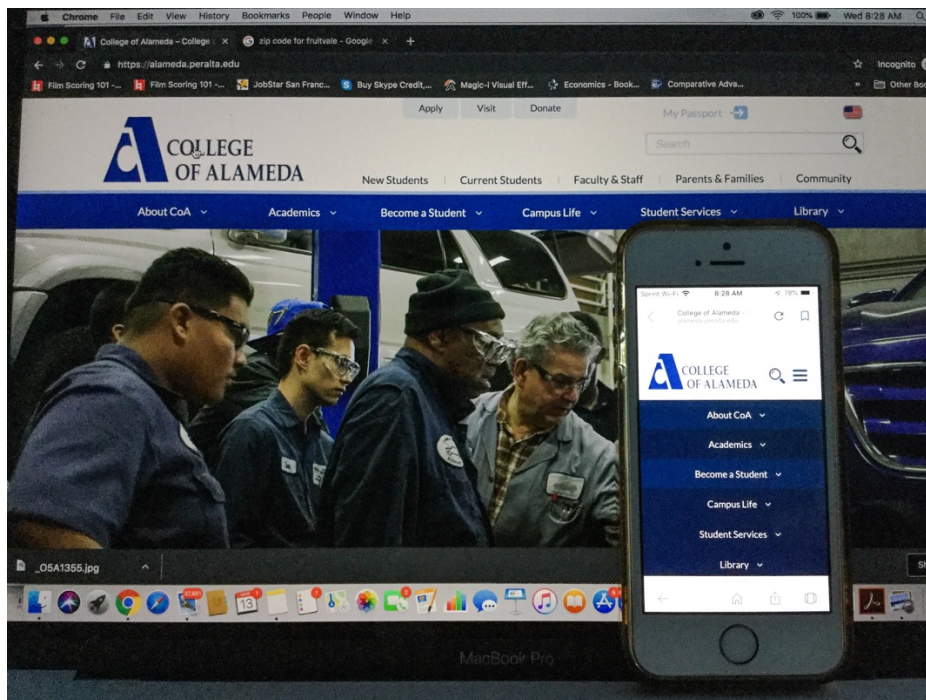 Chrome File Edit View History Bookmarks People Window Help
100%
Wed 8:28 AM
College of Alameda – College
zip code for fruitvale - Google
https://alameda.peralta.edu
Incognito
Film Scoring 101 -...
Film Scoring 101 -...
JobStar San Franc...
Buy Skype Credit,...
Magic-i Visual Eff...
Economics - Book...
Comparative Adva...
Other Boo
Apply Visit Donate
My Passport
Search
COLLEGE
OF ALAMEDA
New Students Current Students Faculty & Staff Parents & Families Community
About CoA Academics Become a Student Campus Life Student Services Library
Sprint Wi-Fi 8:28 AM 78%
College of Alameda
alameda.peralta.edu
COLLEGE
OF ALAMEDA
About CoA
Academics
Become a Student
Campus Life
Student Services
Library
_O5A1355.jpg
13
MacBook Pro